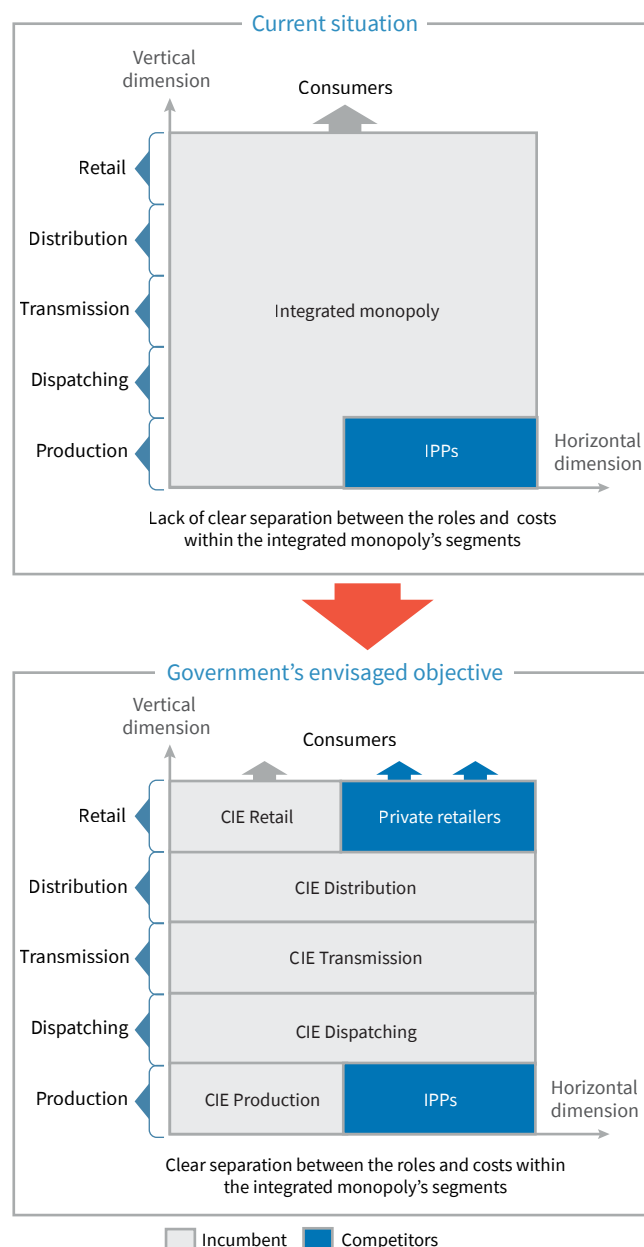 Current situation
Vertical
dimension
Consumers
Retail
Distribution
Transmission
Integrated monopoly
Dispatching
Production
IPPs
Horizontal
dimension
Lack of clear separation between the roles and costs
within the integrated monopoly's segments
Government's envisaged objective
Vertical
dimension
Consumers
Retail
CIE Retail
Private retailers
Distribution
CIE Distribution
Transmission
CIE Transmission
Dispatching
CIE Dispatching
Production
CIE Production
IPPs
Horizontal
dimension
Clear separation between the roles and costs within
the integrated monopoly's segments
Incumbent
Competitors